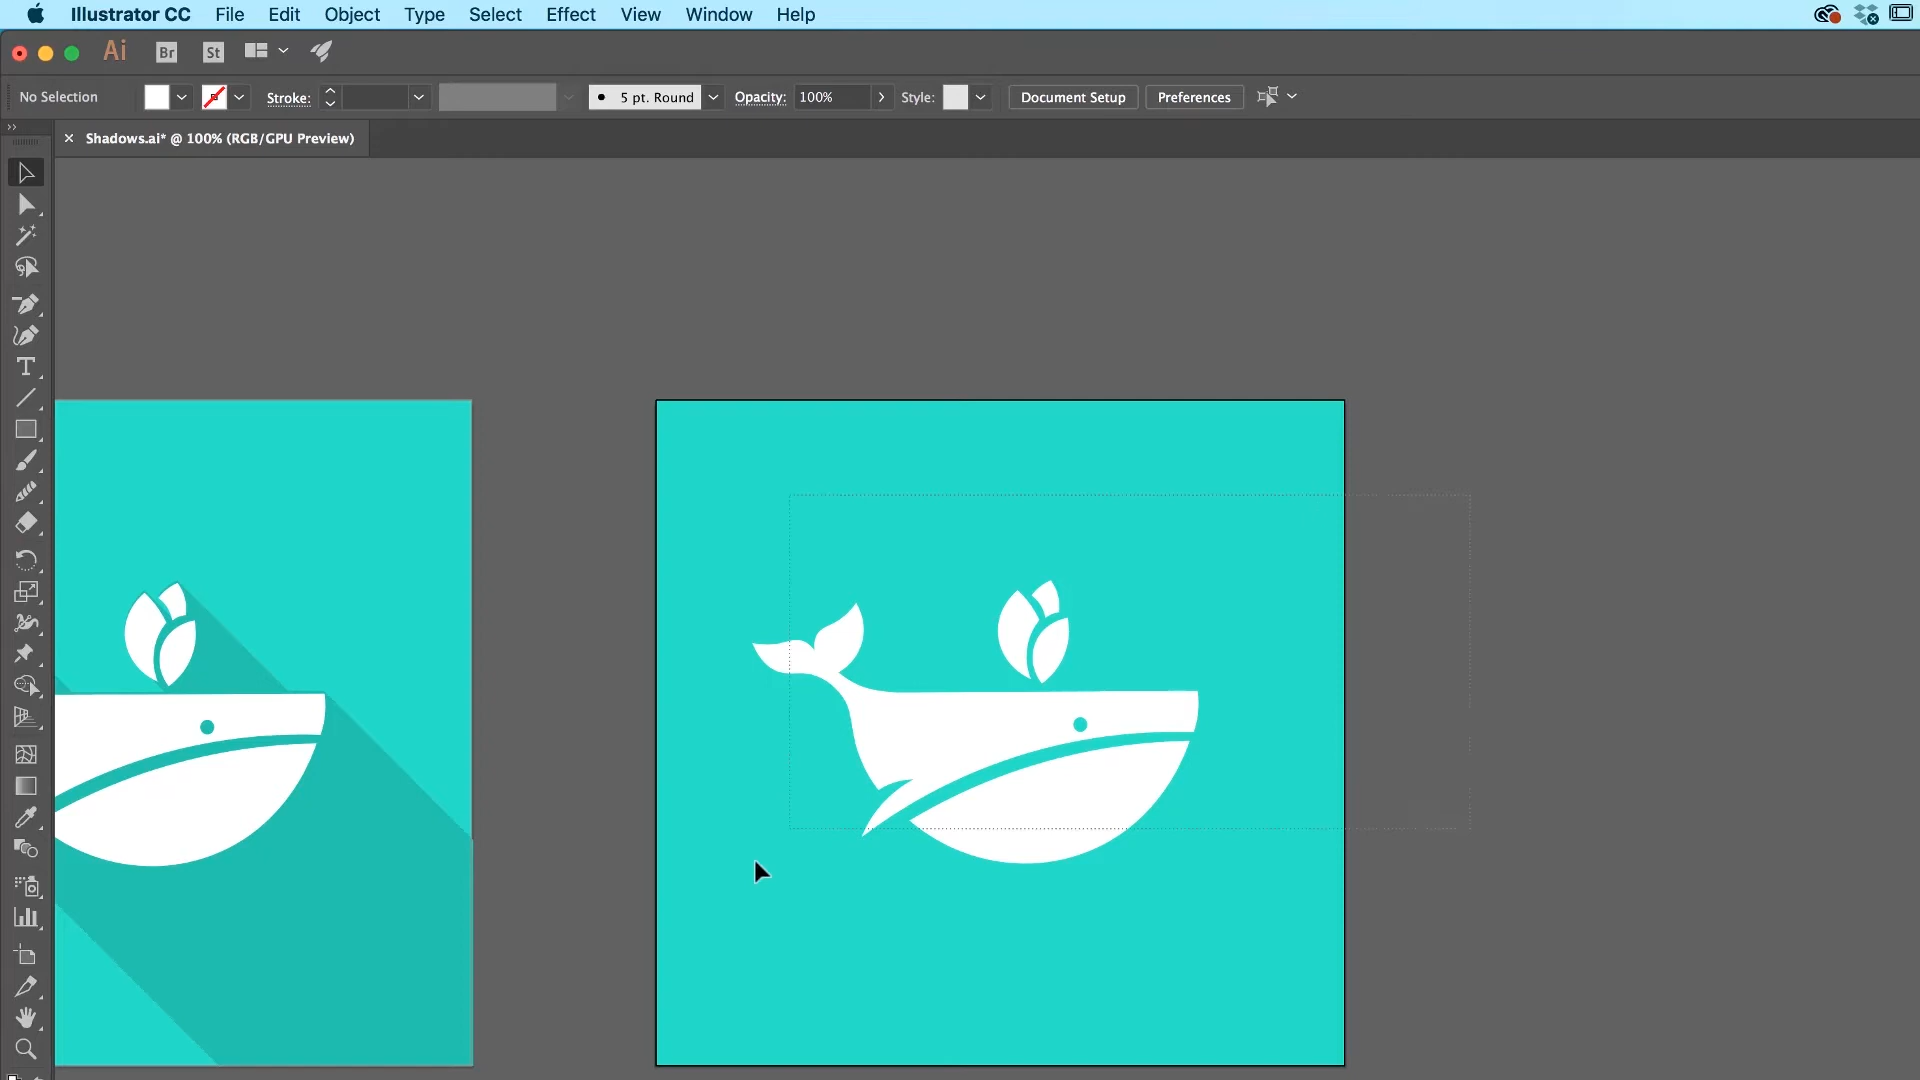 Illustrator CC File Edit Object Type Select Effect View Window Help
Ai Br St
No Selection Stroke: 5 pt. Round Opacity: 100% Style: Document Setup Preferences
Shadows.ai* @ 100% (RGB/GPU Preview)